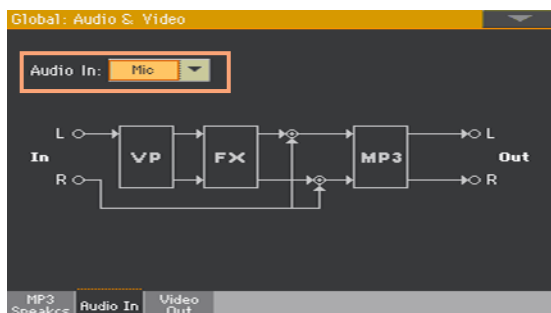 Global: Audio & Video
Audio In: Mic
L
In
R
VP
FX
MP3
L
Out
R
MP3
Audio In
Video
Out